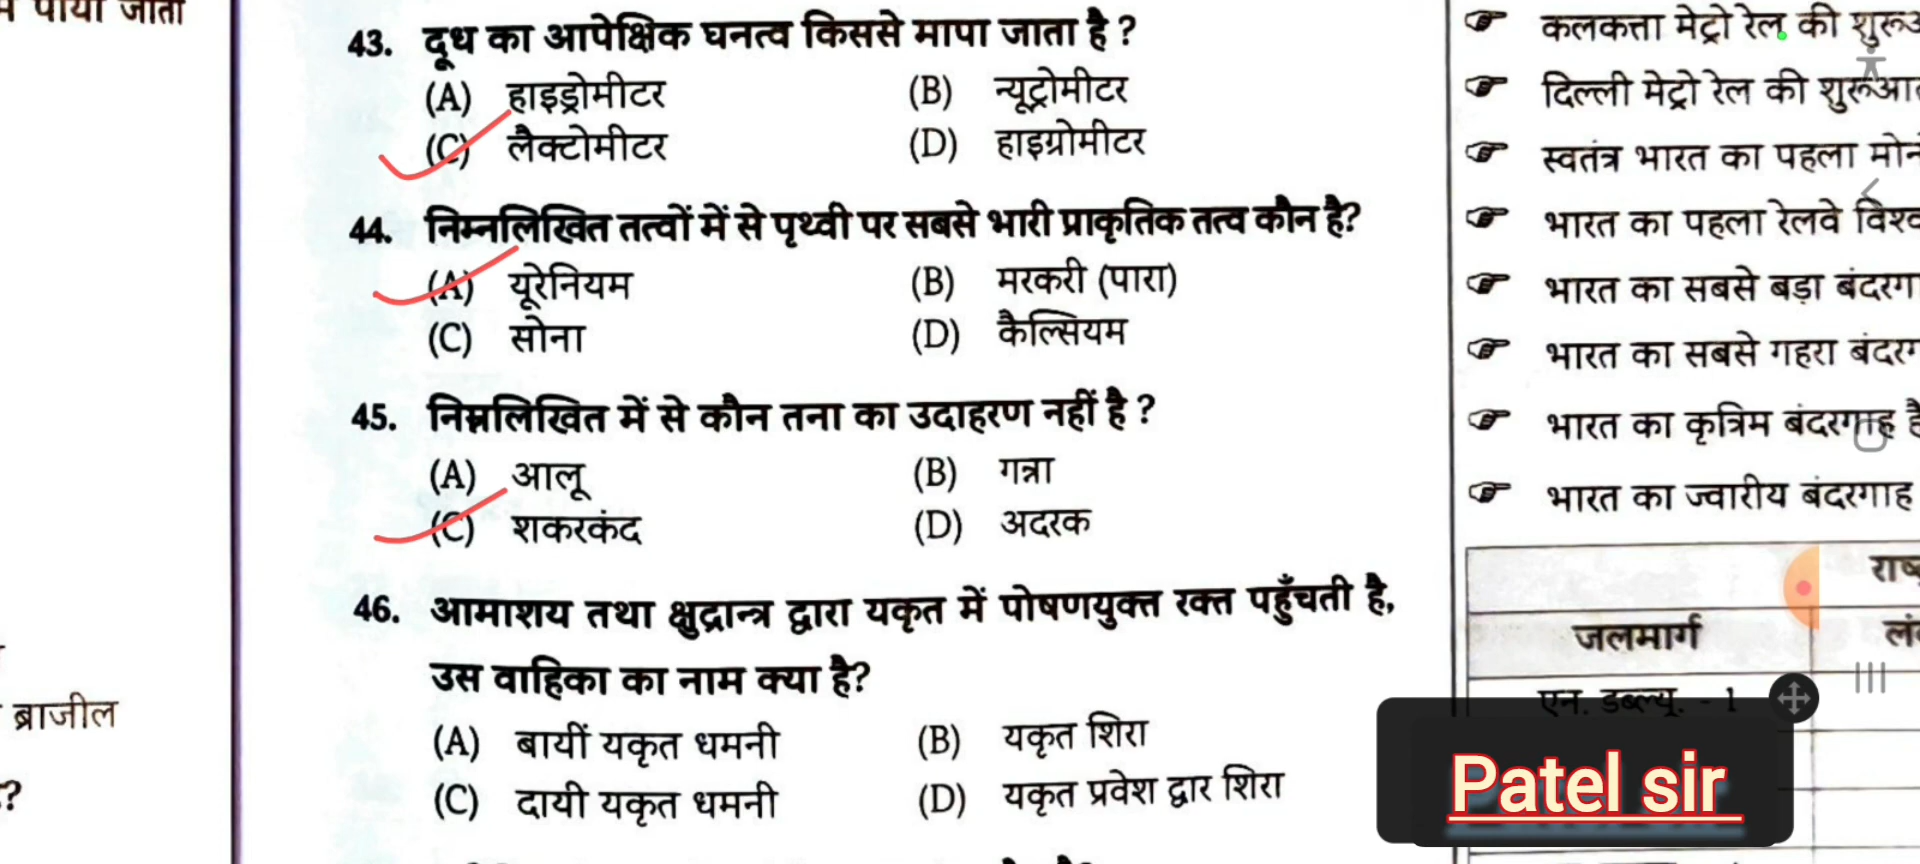 पाया जाता
ब्राजील
?
43. दूध का आपेक्षिक घनत्व किससे मापा जाता है ?
(A) हाइड्रोमीटर (B) न्यूट्रोमीटर
(C) लैक्टोमीटर (D) हाइग्रोमीटर
44. निम्नलिखित तत्वों में से पृथ्वी पर सबसे भारी प्राकृतिक तत्व कौन है?
(A) यूरेनियम (B) मरकरी (पारा)
(C) सोना (D) कैल्सियम
45. निम्नलिखित में से कौन तना का उदाहरण नहीं है ?
(A) आलू (B) गन्ना
(C) शकरकंद (D) अदरक
46. आमाशय तथा क्षुद्रान्त्र द्वारा यकृत में पोषणयुक्त रक्त पहुँचती है,
उस वाहिका का नाम क्या है?
(A) बायीं यकृत धमनी (B) यकृत शिरा
(C) दायी यकृत धमनी (D) यकृत प्रवेश द्वार शिरा
कलकत्ता मेट्रो रेल की
दिल्ली मेट्रो रेल की
स्वतंत्र भारत का पहला
भारत का पहला रेलवे
भारत का सबसे बड़ा
भारत का सबसे गहरा
भारत का कृत्रिम बंदरगाह
भारत का ज्वारीय बंदरगाह
जलमार्ग
एन. डब्ल्यू. - 1
Patel sir